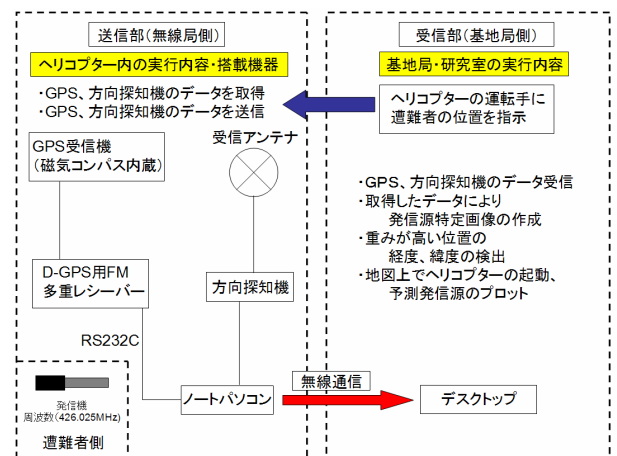 送信部(無線局側)
ヘリコプター内の実行内容・搭載機器
・GPS、方向探知機のデータを取得
・GPS、方向探知機のデータを送信
GPS受信機
(磁気コンパス内蔵)
受信アンテナ
D-GPS用FM
多重レシーバー
方向探知機
RS232C
ノートパソコン
発信機
周波数(426.025MHz)
遭難者側
無線通信
受信部(基地局側)
基地局・研究室の実行内容
ヘリコプターの運転手に
遭難者の位置を指示
・GPS、方向探知機のデータ受信
・取得したデータにより
発信源特定画像の作成
・重みが高い位置の
経度、緯度の検出
・地図上でヘリコプターの起動、
予測発信源のプロット
デスクトップ